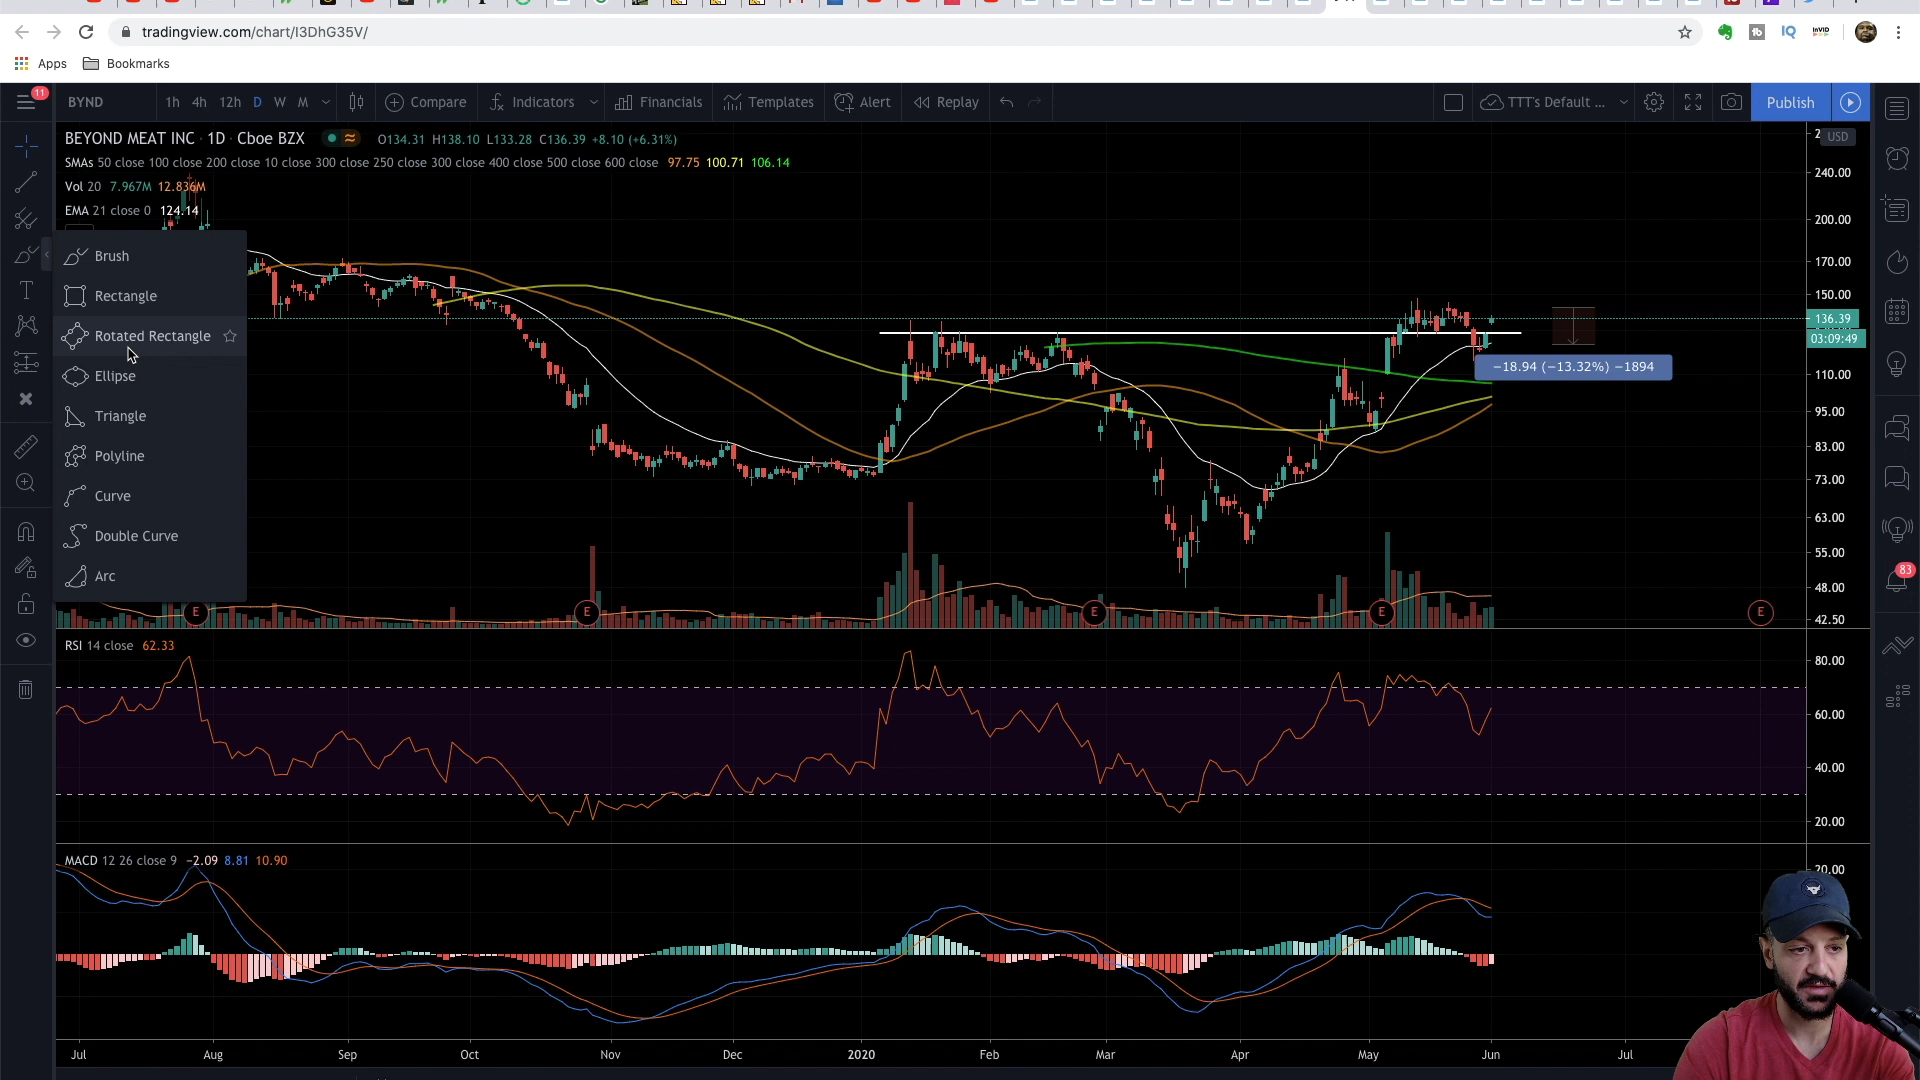 tradingview.com/chart/I3DhG35V/
Apps Bookmarks
11
BYND 1h 4h 12h D W M Compare Indicators Financials Templates Alert Replay TTT's Default ... Publish
BEYOND MEAT INC · 1D · Cboe BZX O134.31 H138.10 L133.28 C136.39 +8.10 (+6.31%)
USD
SMAs 50 close 100 close 200 close 10 close 300 close 250 close 300 close 400 close 500 close 600 close 97.75 100.71 106.14
Vol 20 7.967M 12.836M
EMA 21 close 0 124.14
Brush
Rectangle
Rotated Rectangle
Ellipse
Triangle
Polyline
Curve
Double Curve
Arc
240.00
200.00
170.00
150.00
136.39
03:09:49
−18.94 (−13.32%) −1894
110.00
95.00
83.00
73.00
63.00
55.00
48.00
42.50
83
E E E E E
RSI 14 close 62.33
80.00
60.00
40.00
20.00
MACD 12 26 close 9 −2.09 8.81 10.90
20.00
Jul Aug Sep Oct Nov Dec 2020 Feb Mar Apr May Jun Jul